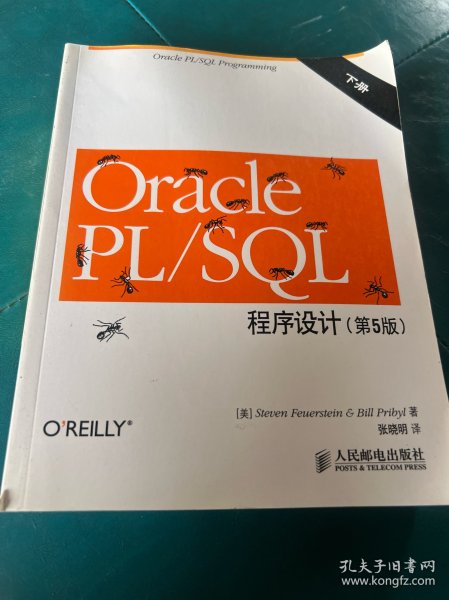 Oracle PL/SQL Programming
下册
Oracle
PL/SQL
程序设计(第5版)
[美] Steven Feuerstein & Bill Pribyl 著
张晓明 译
O'REILLY®
人民邮电出版社
POSTS & TELECOM PRESS
孔夫子旧书网
www.kongfz.com